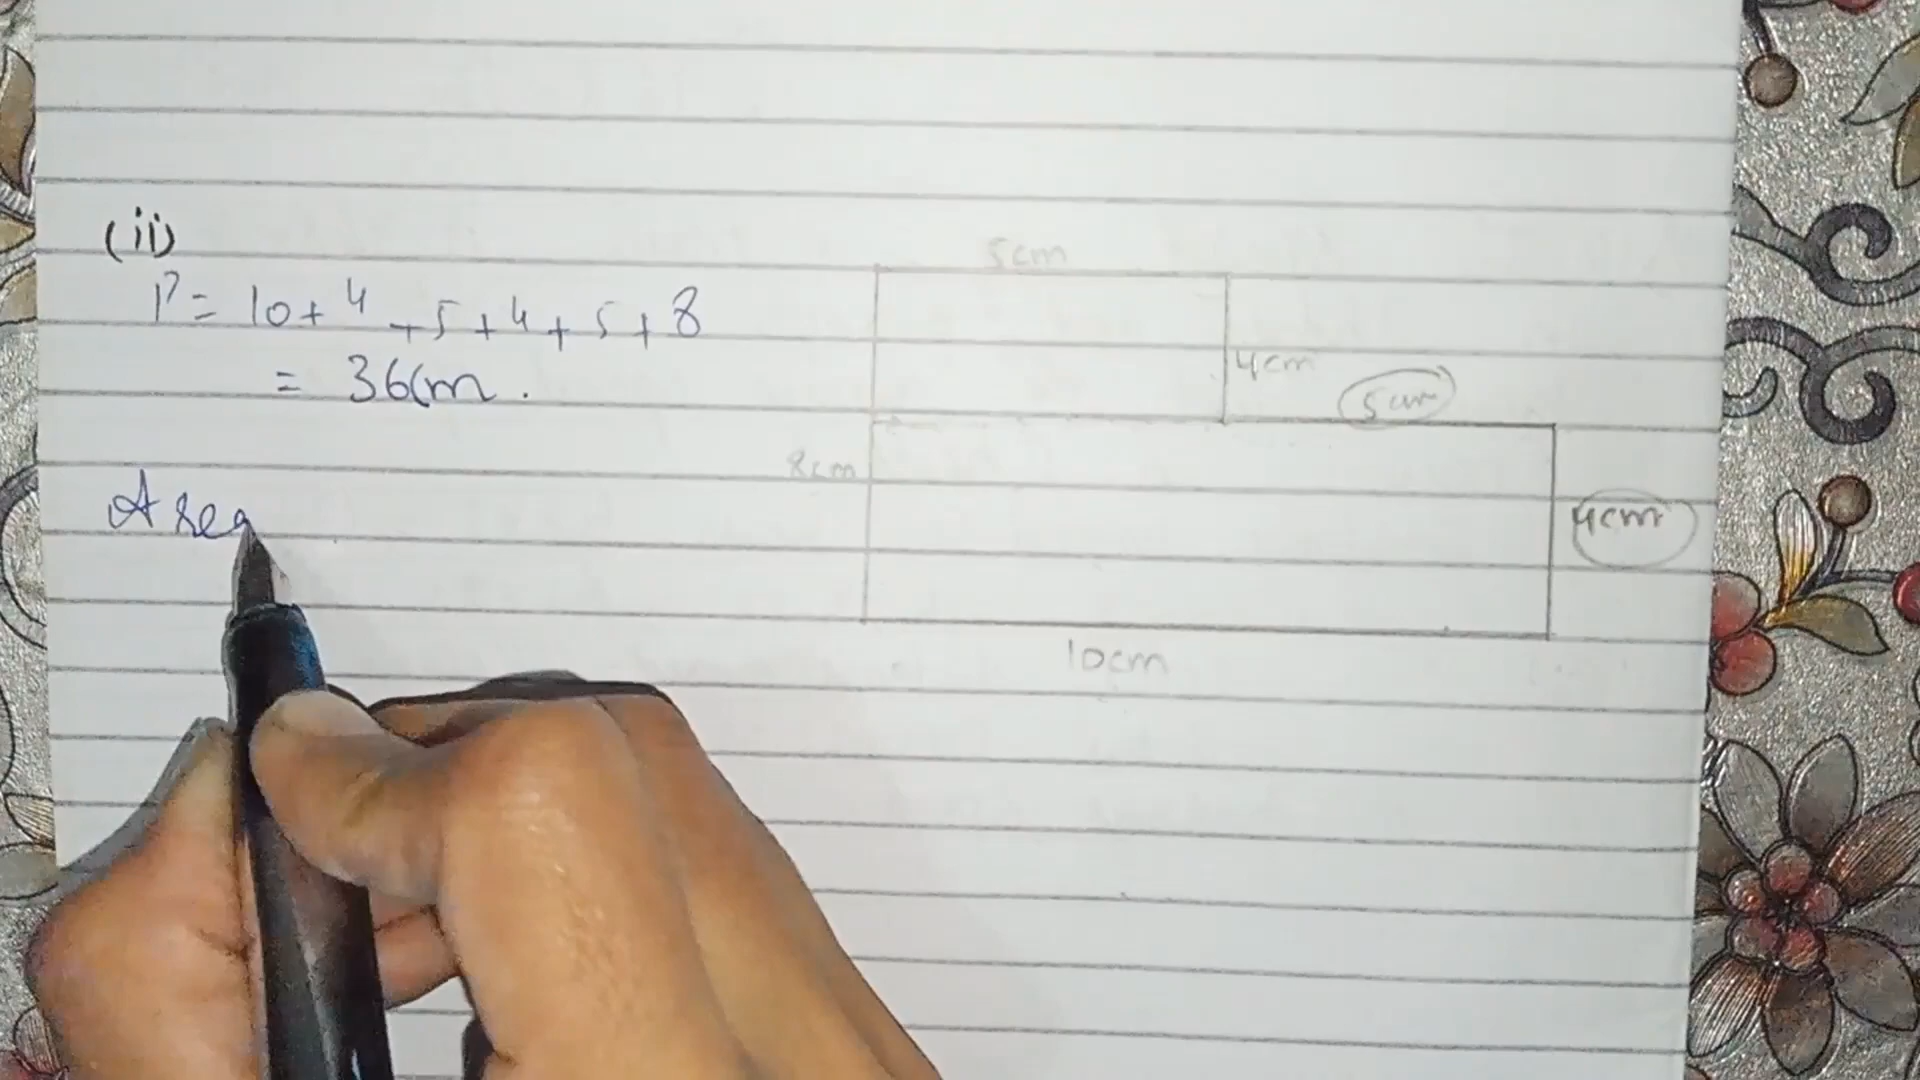 (ii)
P = 10 + 4 + 5 + 4 + 5 + 8
= 36cm.
Area
5cm
4cm
5cm
8cm
4cm
10cm